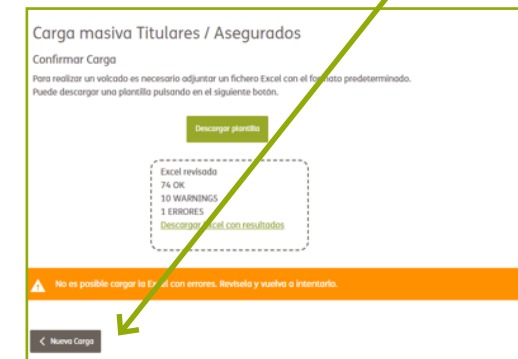 Carga masiva Titulares / Asegurados
Confirmar Carga
Para realizar un volcado es necesario adjuntar un fichero Excel con el formato predeterminado.
Puede descargar una plantilla pulsando en el siguiente botón.
Descargar plantilla
Excel revisada
74 OK
10 WARNINGS
1 ERRORES
Descargar Excel con resultados
No es posible cargar la Excel con errores. Revísela y vuelva a intentarlo.
< Nueva Carga